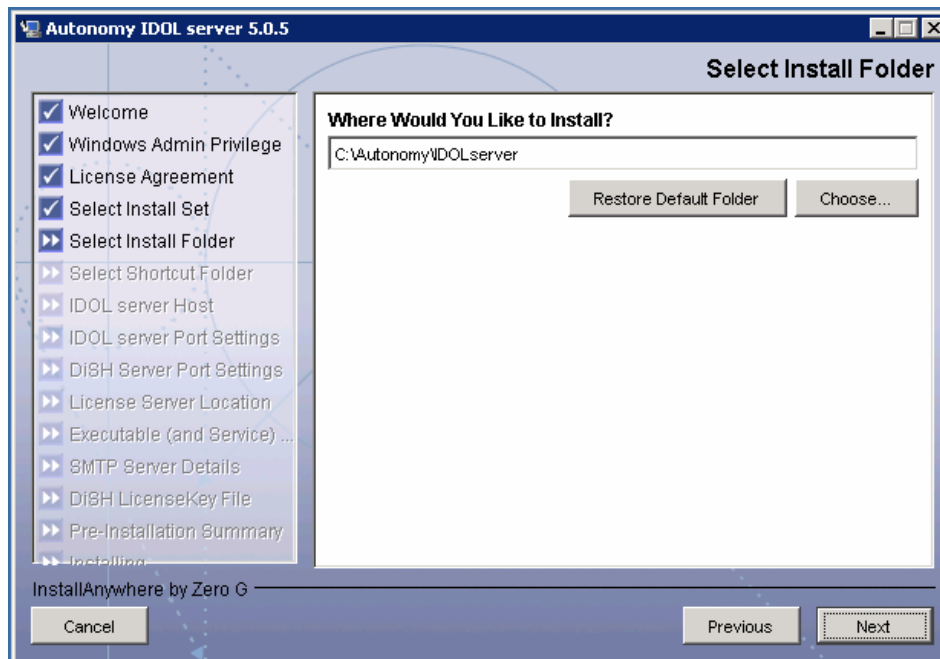 Autonomy IDOL server 5.0.5
Select Install Folder
Welcome
Windows Admin Privilege
License Agreement
Select Install Set
Select Install Folder
Select Shortcut Folder
IDOL server Host
IDOL server Port Settings
DiSH Server Port Settings
License Server Location
Executable (and Service) ...
SMTP Server Details
DiSH LicenseKey File
Pre-Installation Summary
Installing
Where Would You Like to Install?
C:\Autonomy\IDOLserver
Restore Default Folder Choose...
InstallAnywhere by Zero G
Cancel Previous Next